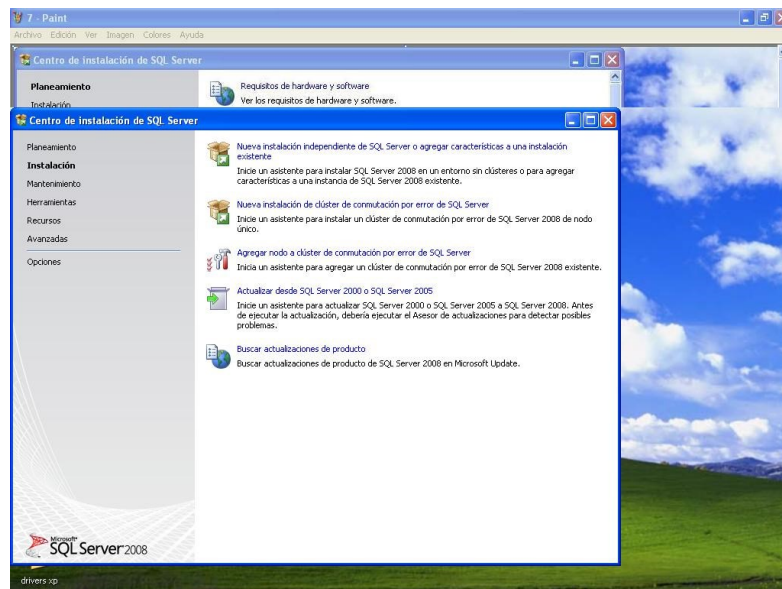 7 - Paint
Archivo Edición Ver Imagen Colores Ayuda
Centro de instalación de SQL Server
Planeamiento
Instalación
Requisitos de hardware y software
Ver los requisitos de hardware y software.
Centro de instalación de SQL Server
Planeamiento
Instalación
Mantenimiento
Herramientas
Recursos
Avanzadas
Opciones
Nueva instalación independiente de SQL Server o agregar características a una instalación
existente
Inicie un asistente para instalar SQL Server 2008 en un entorno sin clústeres o para agregar
características a una instancia de SQL Server 2008 existente.
Nueva instalación de clúster de conmutación por error de SQL Server
Inicie un asistente para instalar un clúster de conmutación por error de SQL Server 2008 de nodo
único.
Agregar nodo a clúster de conmutación por error de SQL Server
Inicia un asistente para agregar un clúster de conmutación por error de SQL Server 2008 existente.
Actualizar desde SQL Server 2000 o SQL Server 2005
Inicie un asistente para actualizar SQL Server 2000 o SQL Server 2005 a SQL Server 2008. Antes
de ejecutar la actualización, debería ejecutar el Asesor de actualizaciones para detectar posibles
problemas.
Buscar actualizaciones de producto
Buscar actualizaciones de producto de SQL Server 2008 en Microsoft Update.
Microsoft
SQL Server 2008
drivers xp